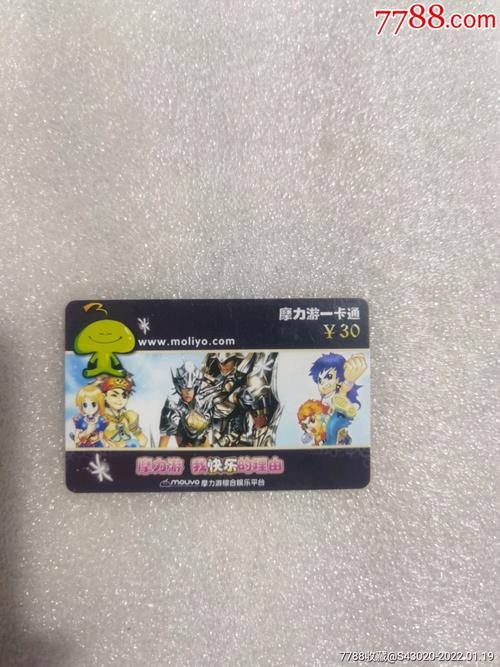 7788.com
摩力游一卡通
￥30
www.moliyo.com
摩力游 我快乐的理由
moliyo 摩力游综合娱乐平台
7788收藏@S43020-2022.01.19